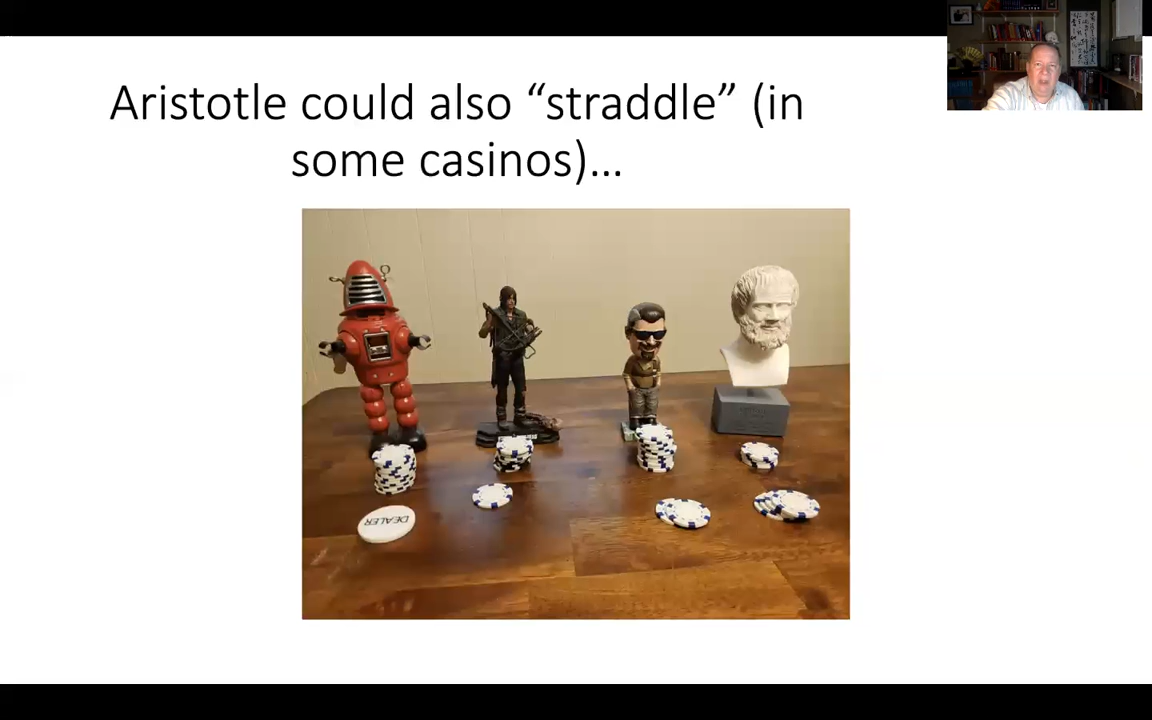 Aristotle could also “straddle” (in
some casinos)…
DEALER